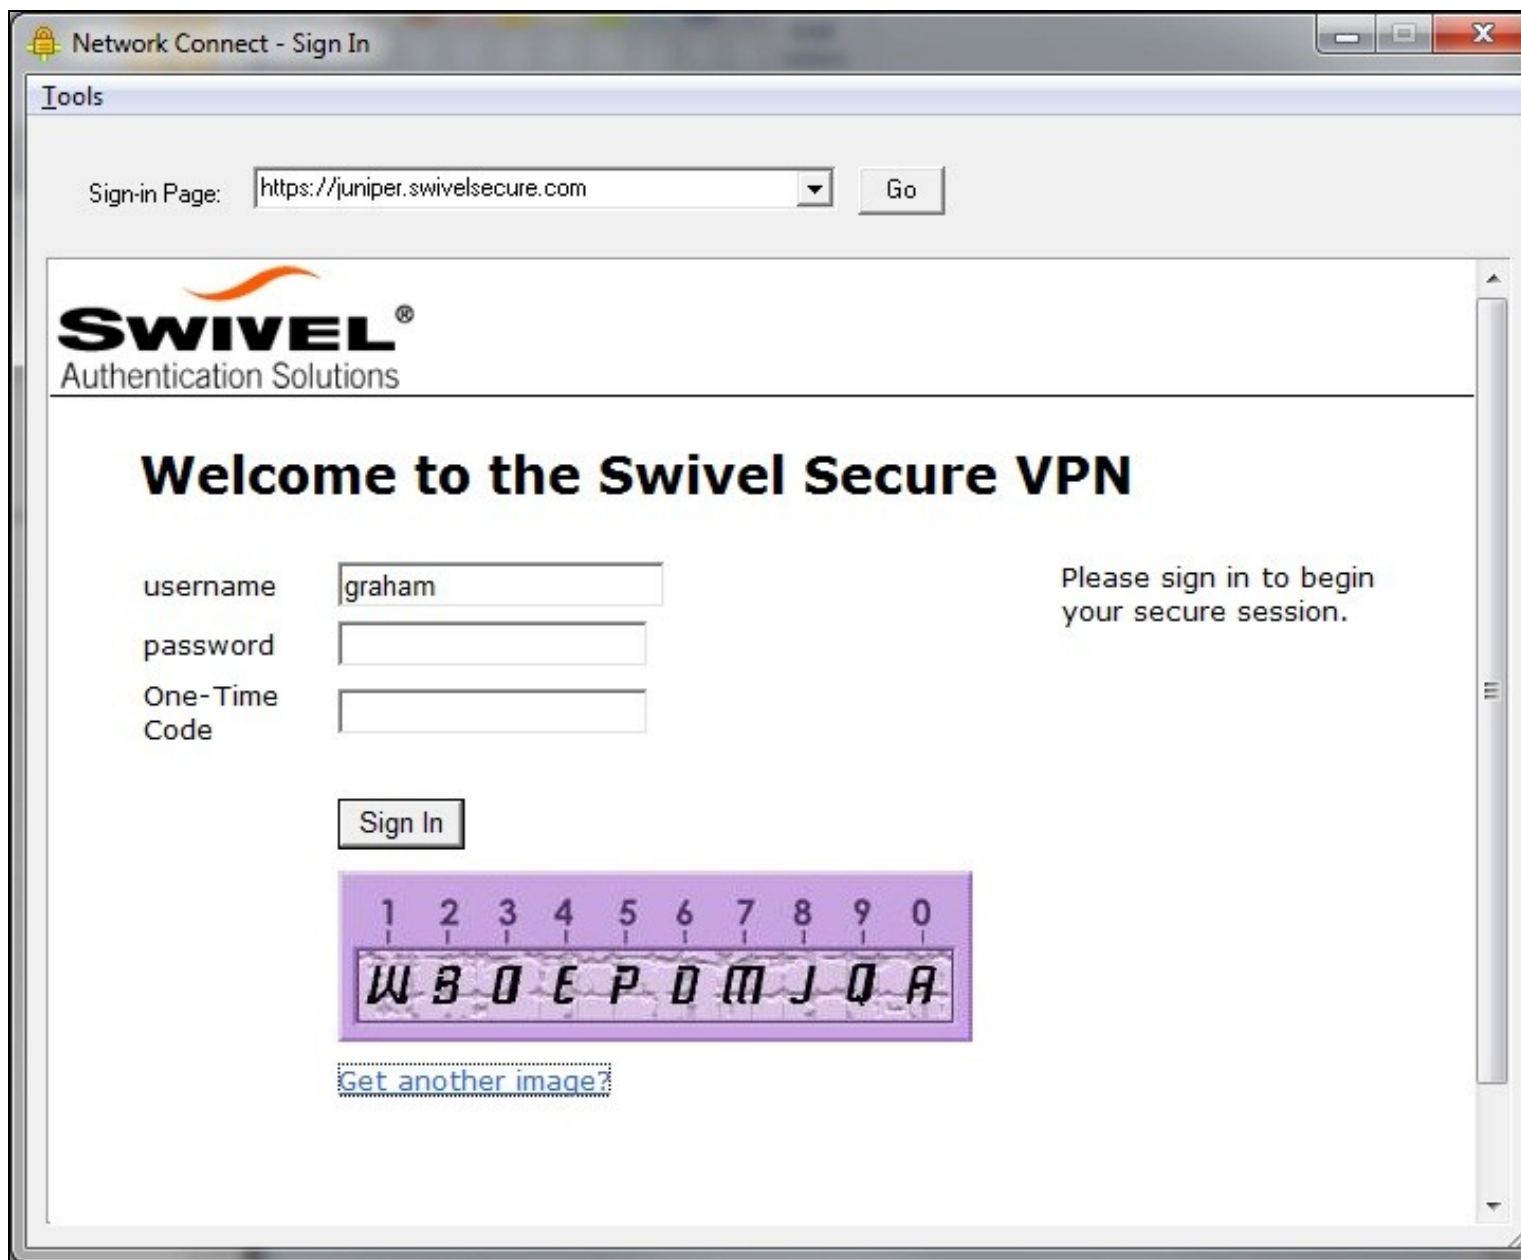 Network Connect - Sign In
Tools
Sign-in Page: https://juniper.swivelsecure.com Go
SWIVEL®
Authentication Solutions
Welcome to the Swivel Secure VPN
username graham
Please sign in to begin
your secure session.
password
One-Time
Code
Sign In
1 2 3 4 5 6 7 8 9 0
W B O E P D M J Q A
Get another image?